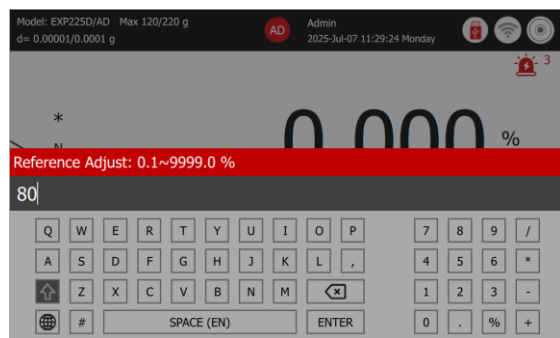 Model: EXP225D/AD Max 120/220 g
d= 0.00001/0.0001 g
AD
Admin
2025-Jul-07 11:29:24 Monday
3
*
N
0.000 %
Reference Adjust: 0.1~9999.0 %
80
Q W E R T Y U I O P 7 8 9 /
A S D F G H J K L , 4 5 6 *
Z X C V B N M 1 2 3 -
# SPACE (EN) ENTER 0 . % +